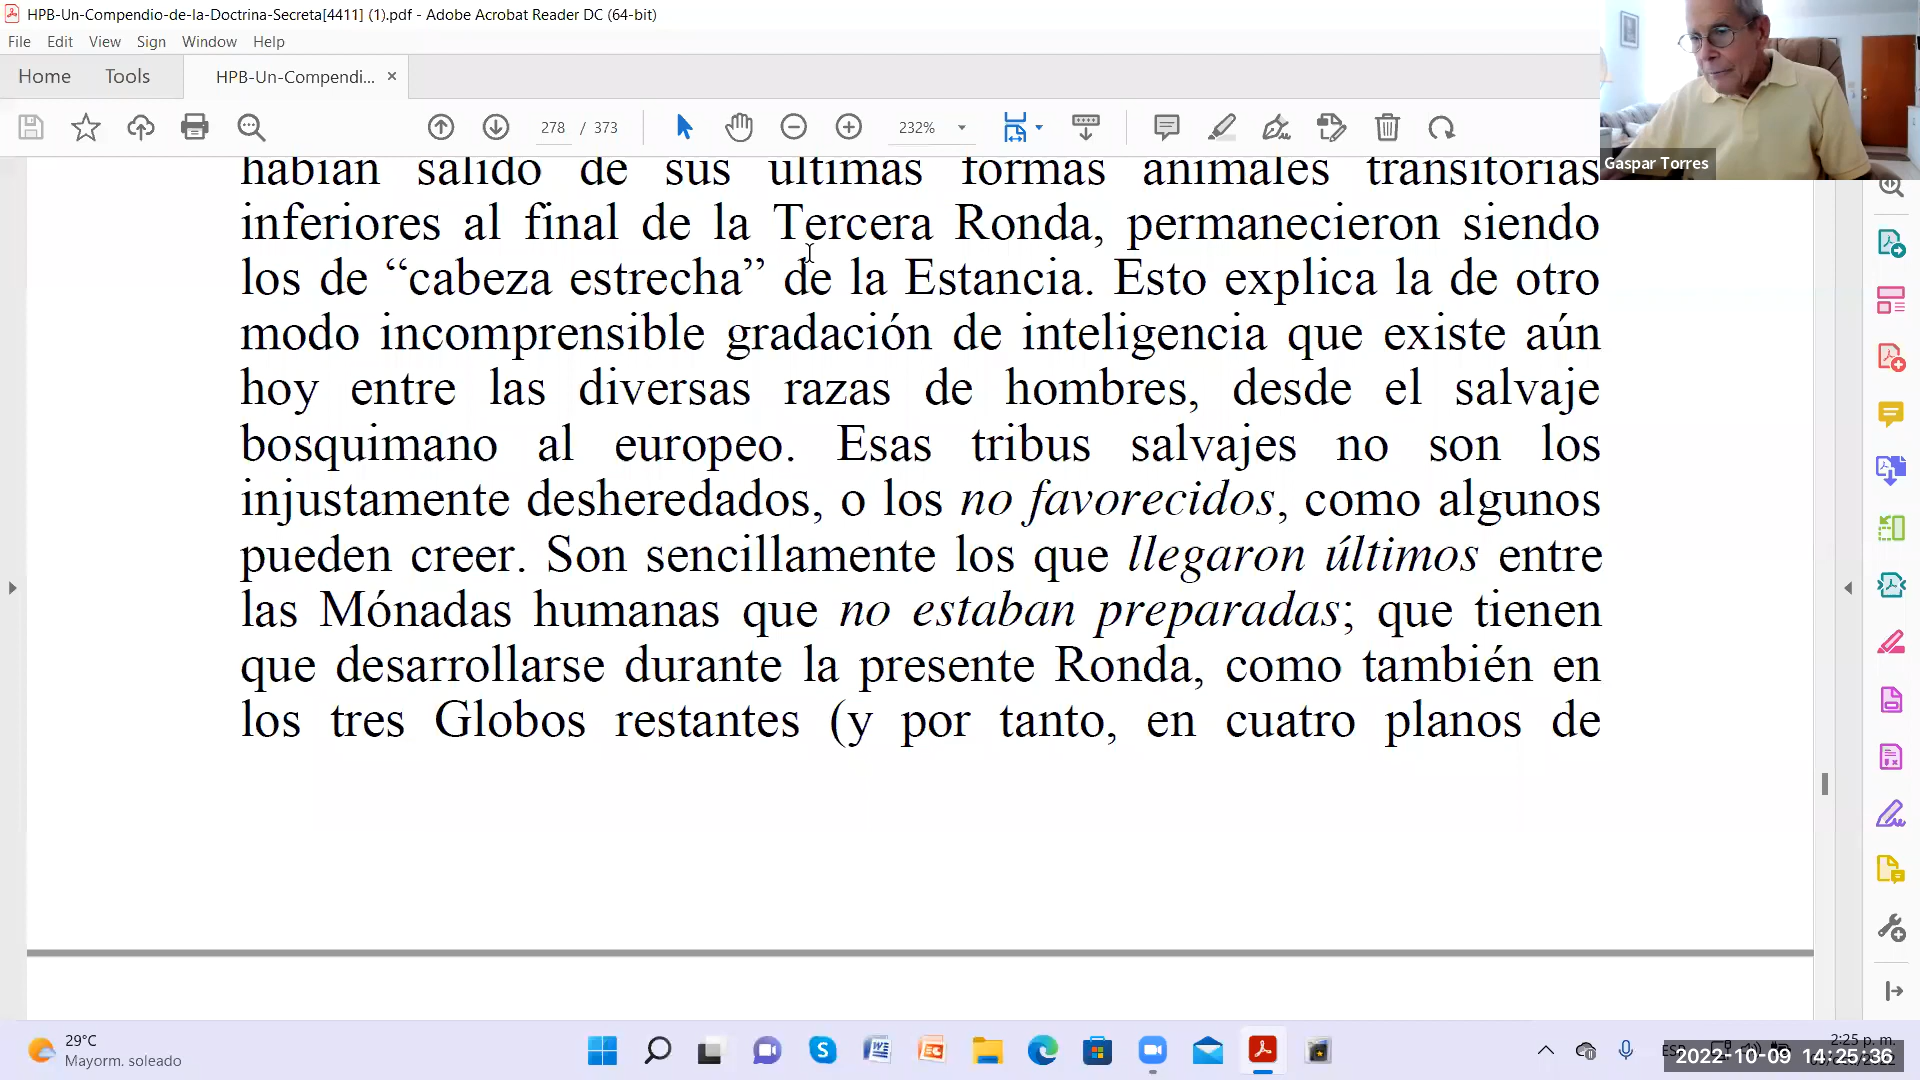 HPB-Un-Compendio-de-la-Doctrina-Secreta[4411] (1).pdf - Adobe Acrobat Reader DC (64-bit)
File Edit View Sign Window Help
Home Tools HPB-Un-Compendi... ×
278 / 373 232%
Gaspar Torres
habían salido de sus últimas formas animales transitorias
inferiores al final de la Tercera Ronda, permanecieron siendo
los de “cabeza estrecha” de la Estancia. Esto explica la de otro
modo incomprensible gradación de inteligencia que existe aún
hoy entre las diversas razas de hombres, desde el salvaje
bosquimano al europeo. Esas tribus salvajes no son los
injustamente desheredados, o los no favorecidos, como algunos
pueden creer. Son sencillamente los que llegaron últimos entre
las Mónadas humanas que no estaban preparadas; que tienen
que desarrollarse durante la presente Ronda, como también en
los tres Globos restantes (y por tanto, en cuatro planos de
29°C
Mayorm. soleado
2:25 p. m.
2022-10-09 14:25:36